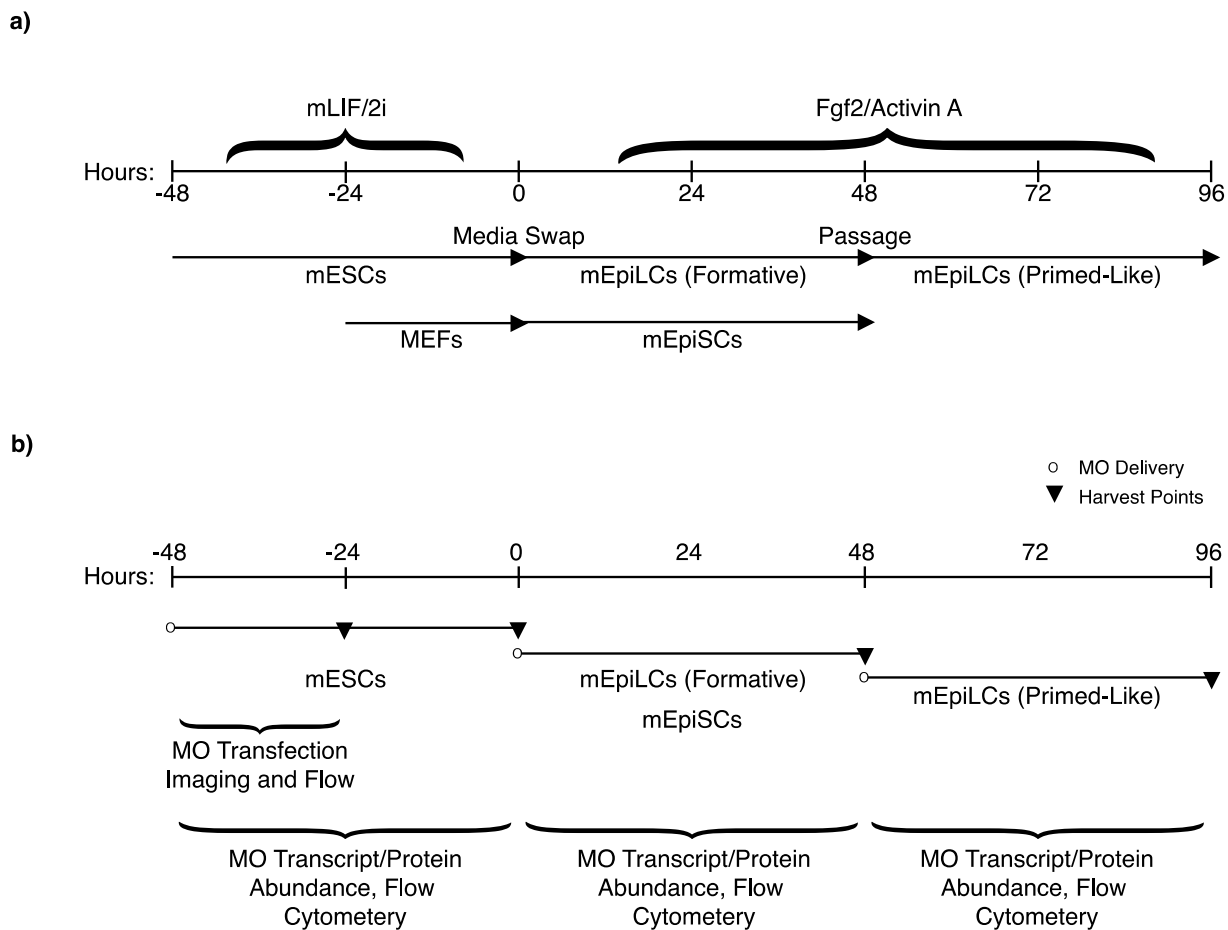 a)
mLIF/2i
Fgf2/Activin A
Hours:
-48 -24 0 24 48 72 96
Media Swap Passage
mESCs mEpiLCs (Formative) mEpiLCs (Primed-Like)
MEFs mEpiSCs
b)
MO Delivery
Harvest Points
-48 -24 0 24 48 72 96
Hours:
mESCs mEpiLCs (Formative) mEpiLCs (Primed-Like)
mEpiSCs
MO Transfection
Imaging and Flow
MO Transcript/Protein
Abundance, Flow
Cytometery
MO Transcript/Protein
Abundance, Flow
Cytometery
MO Transcript/Protein
Abundance, Flow
Cytometery